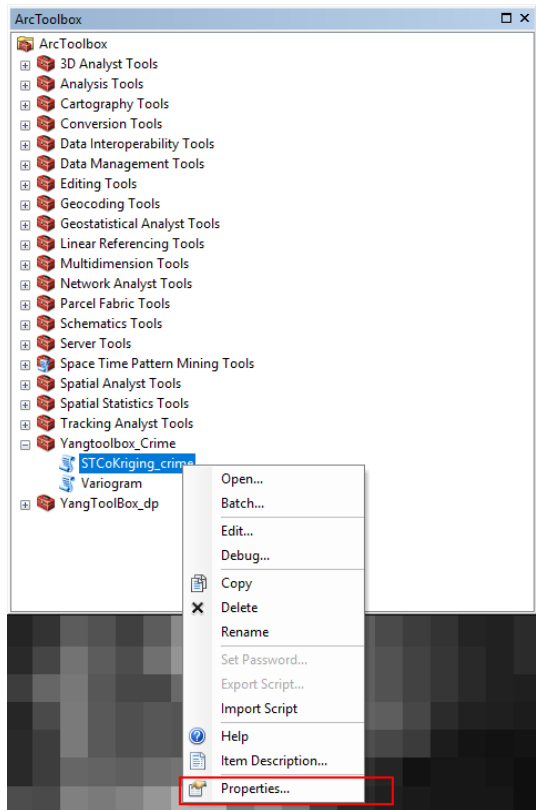 ArcToolbox
ArcToolbox
3D Analyst Tools
Analysis Tools
Cartography Tools
Conversion Tools
Data Interoperability Tools
Data Management Tools
Editing Tools
Geocoding Tools
Geostatistical Analyst Tools
Linear Referencing Tools
Multidimension Tools
Network Analyst Tools
Parcel Fabric Tools
Schematics Tools
Server Tools
Space Time Pattern Mining Tools
Spatial Analyst Tools
Spatial Statistics Tools
Tracking Analyst Tools
Yangtoolbox_Crime
STCoKriging_crime
Variogram
YangToolBox_dp
Open...
Batch...
Edit...
Debug...
Copy
Delete
Rename
Set Password...
Export Script...
Import Script
Help
Item Description...
Properties...